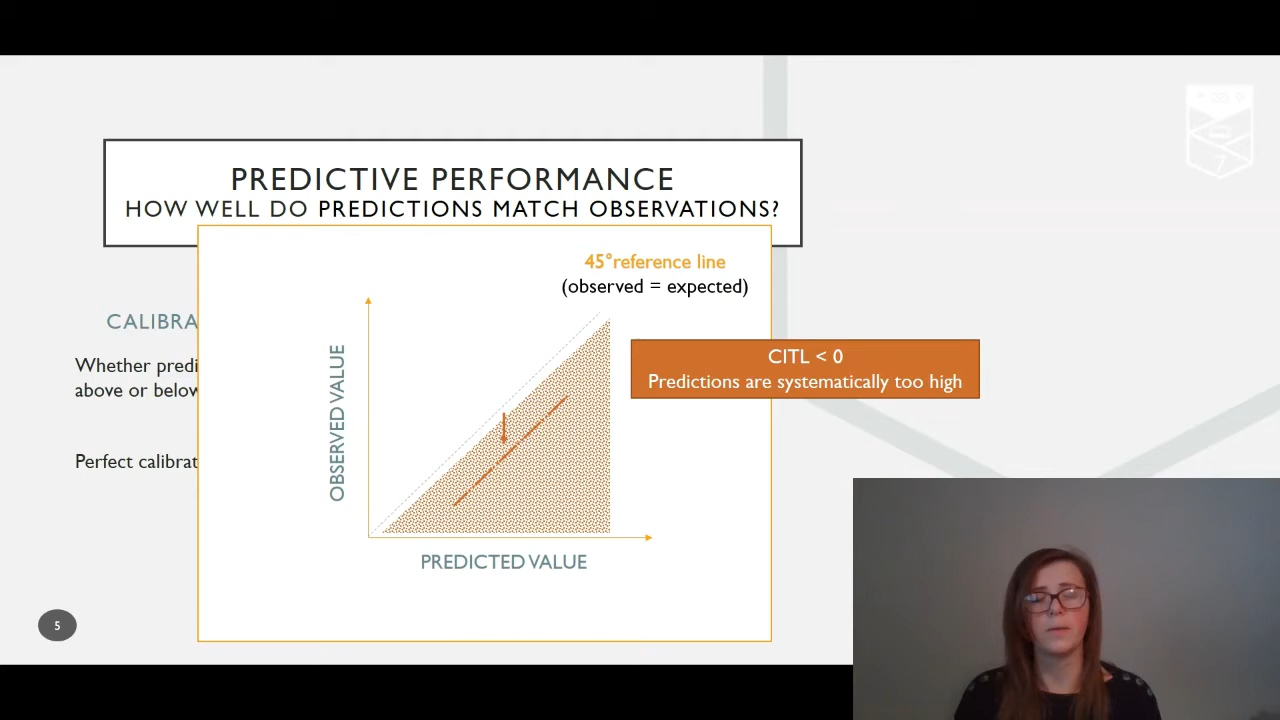 PREDICTIVE PERFORMANCE
HOW WELL DO PREDICTIONS MATCH OBSERVATIONS?
45°reference line
(observed = expected)
CALIBRA
Whether predi
above or below
Perfect calibrat
OBSERVED VALUE
CITL < 0
Predictions are systematically too high
PREDICTED VALUE
5
7